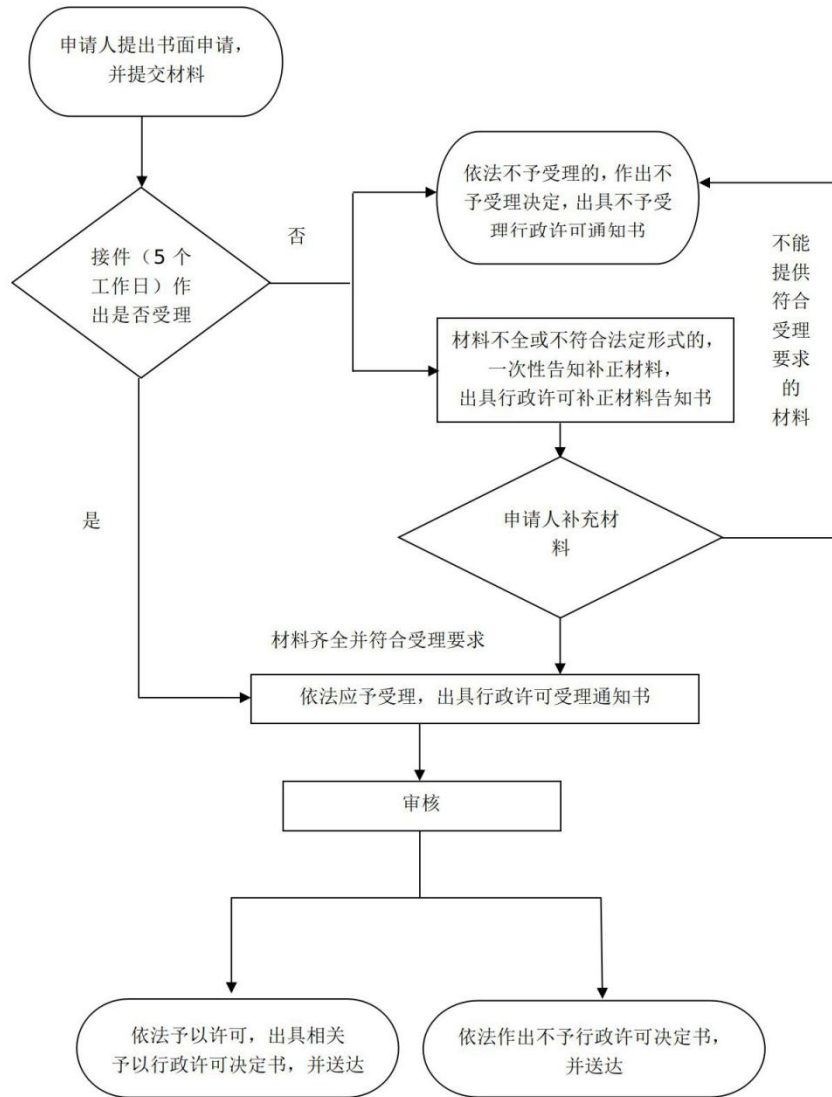 申请人提出书面申请，
并提交材料
依法不予受理的，作出不
予受理决定，出具不予受
理行政许可通知书
否
接件（5 个
工作日）作
出是否受理
不能
提供
符合
受理
要求
的
材料
材料不全或不符合法定形式的，
一次性告知补正材料，
出具行政许可补正材料告知书
是
申请人补充材
料
材料齐全并符合受理要求
依法应予受理，出具行政许可受理通知书
审核
依法予以许可，出具相关
予以行政许可决定书，并送达
依法作出不予行政许可决定书，
并送达